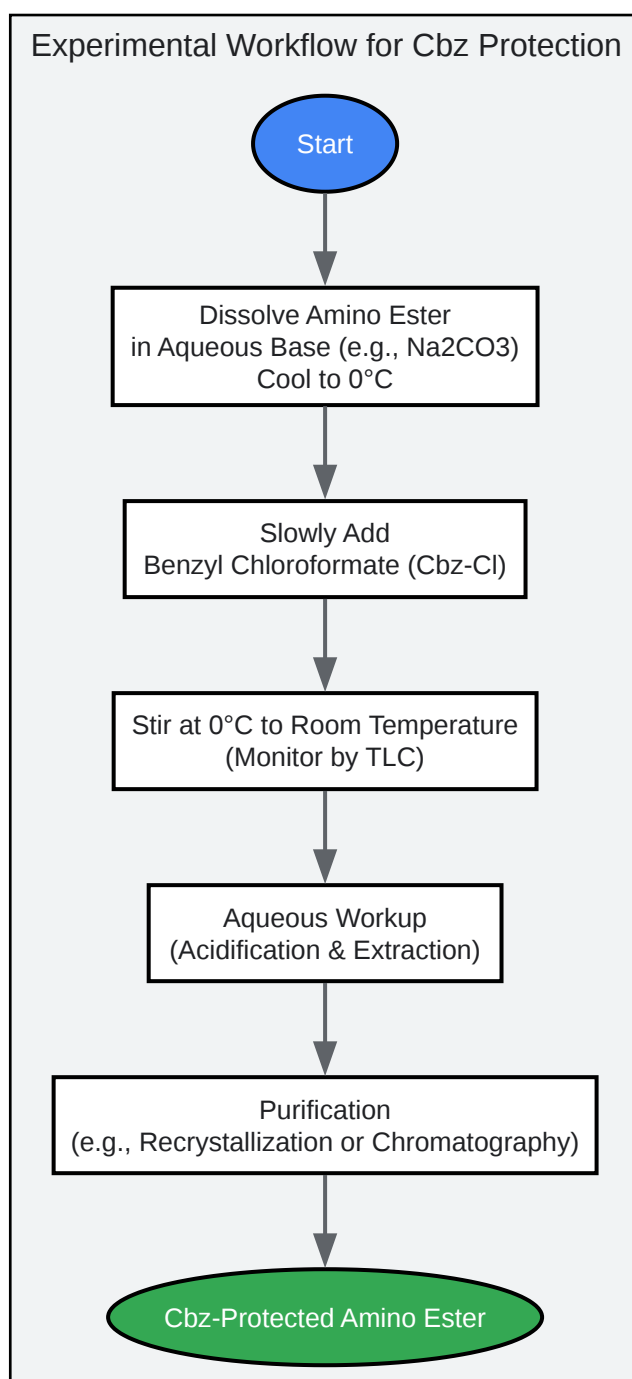 Experimental Workflow for Cbz Protection
Start
Dissolve Amino Ester
in Aqueous Base (e.g., Na2CO3)
Cool to 0°C
Slowly Add
Benzyl Chloroformate (Cbz-Cl)
Stir at 0°C to Room Temperature
(Monitor by TLC)
Aqueous Workup
(Acidification & Extraction)
Purification
(e.g., Recrystallization or Chromatography)
Cbz-Protected Amino Ester